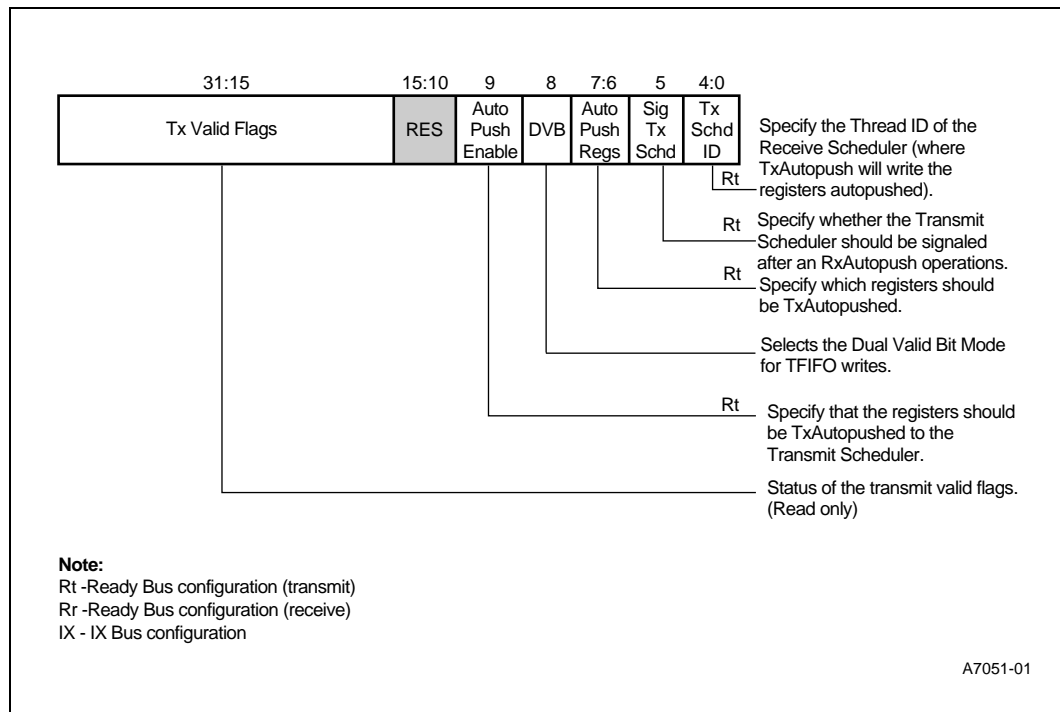 31:15 15:10 9 8 7:6 5 4:0
Tx Valid Flags
RES
Auto
Push
Enable
DVB
Auto
Push
Regs
Sig
Tx
Schd
Tx
Schd
ID
Rt
Specify the Thread ID of the
Receive Scheduler (where
TxAutopush will write the
registers autopushed).
Rt
Specify whether the Transmit
Scheduler should be signaled
after an RxAutopush operations.
Rt
Specify which registers should
be TxAutopushed.
Selects the Dual Valid Bit Mode
for TFIFO writes.
Rt
Specify that the registers should
be TxAutopushed to the
Transmit Scheduler.
Status of the transmit valid flags.
(Read only)
Note:
Rt -Ready Bus configuration (transmit)
Rr -Ready Bus configuration (receive)
IX - IX Bus configuration
A7051-01